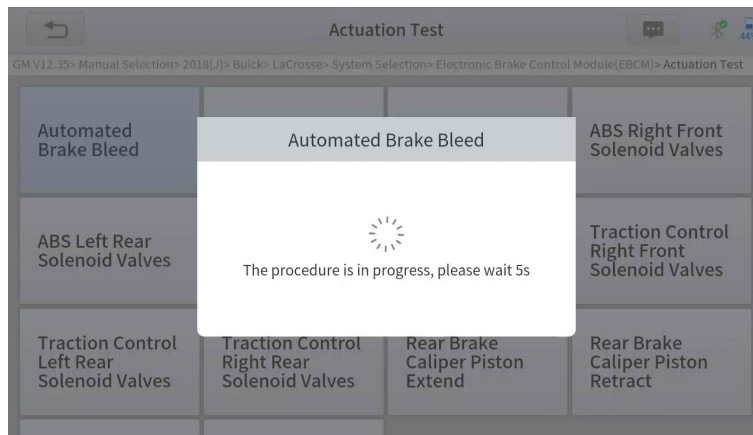 Actuation Test
GM V12.35> Manual Selection> 2018(J)> Buick> LaCrosse> System Selection> Electronic Brake Control Module(EBCM)> Actuation Test
Automated
Brake Bleed
ABS Right Front
Solenoid Valves
Automated Brake Bleed
The procedure is in progress, please wait 5s
ABS Left Rear
Solenoid Valves
Traction Control
Right Front
Solenoid Valves
Traction Control
Left Rear
Solenoid Valves
Traction Control
Right Rear
Solenoid Valves
Rear Brake
Caliper Piston
Extend
Rear Brake
Caliper Piston
Retract